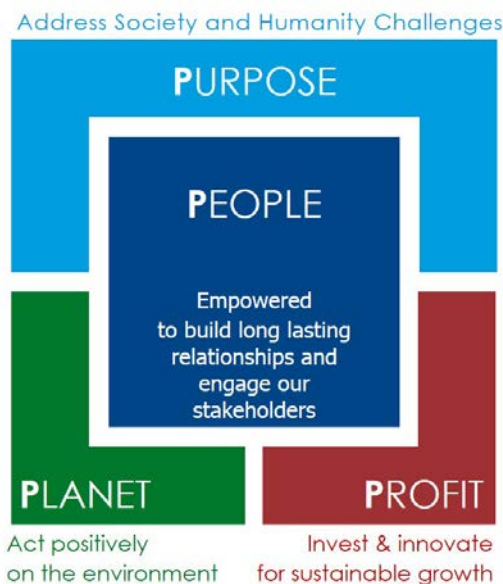 Address Society and Humanity Challenges
PURPOSE
PEOPLE
Empowered
to build long lasting
relationships and
engage our
stakeholders
PLANET
PROFIT
Act positively
on the environment
Invest & innovate
for sustainable growth